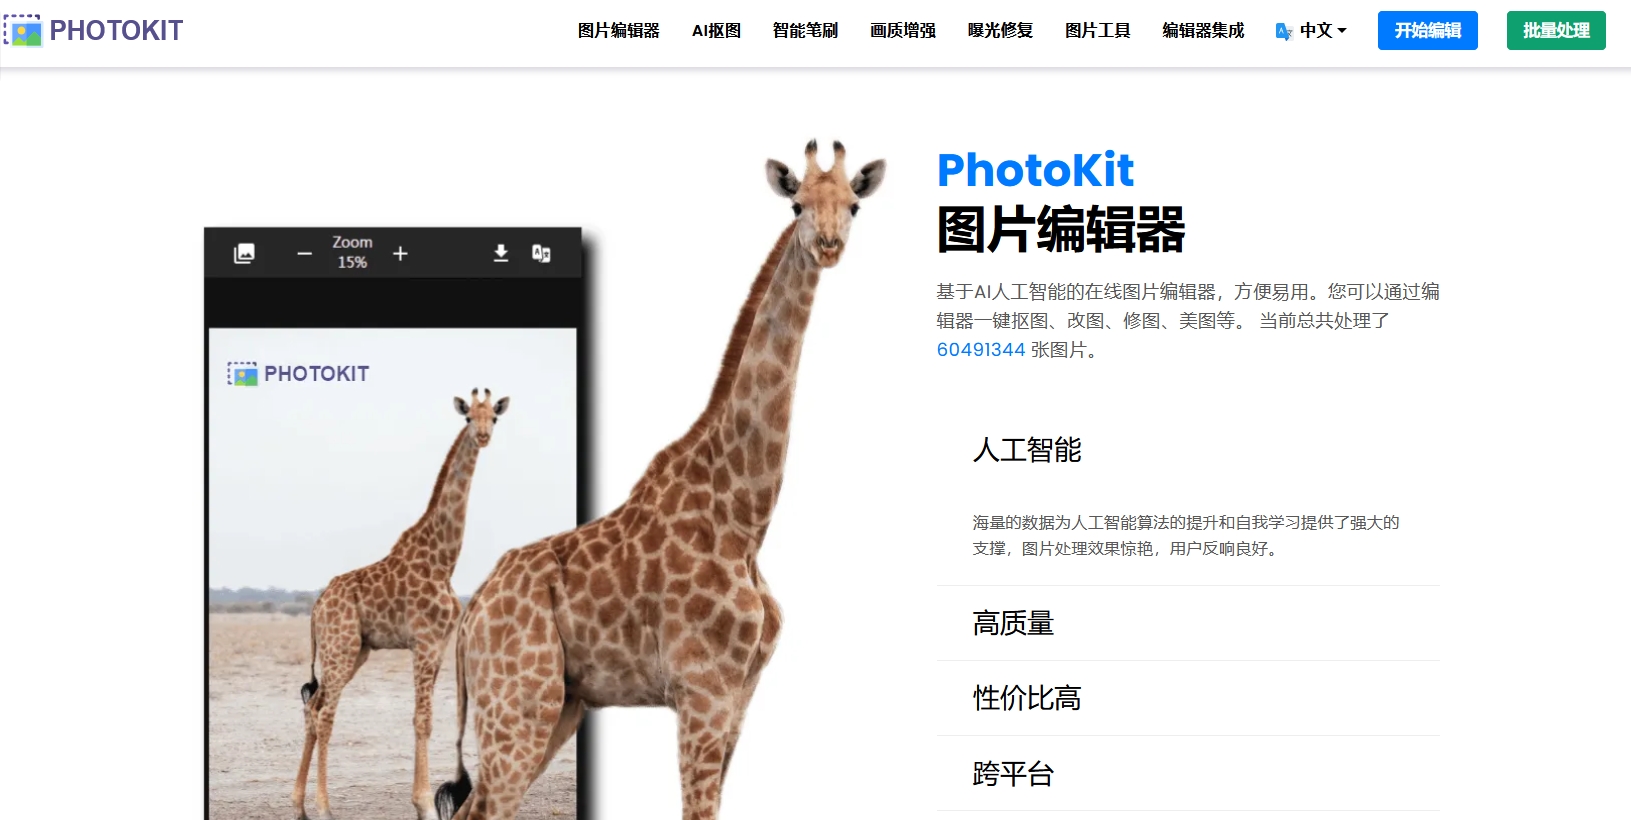 PHOTOKIT
图片编辑器 AI抠图 智能笔刷 画质增强 曝光修复 图片工具 编辑器集成 中文 开始编辑 批量处理
Zoom
15%
PHOTOKIT
PhotoKit
图片编辑器
基于AI人工智能的在线图片编辑器，方便易用。您可以通过编
辑器一键抠图、改图、修图、美图等。 当前总共处理了
60491344 张图片。
人工智能
海量的数据为人工智能算法的提升和自我学习提供了强大的
支撑，图片处理效果惊艳，用户反响良好。
高质量
性价比高
跨平台